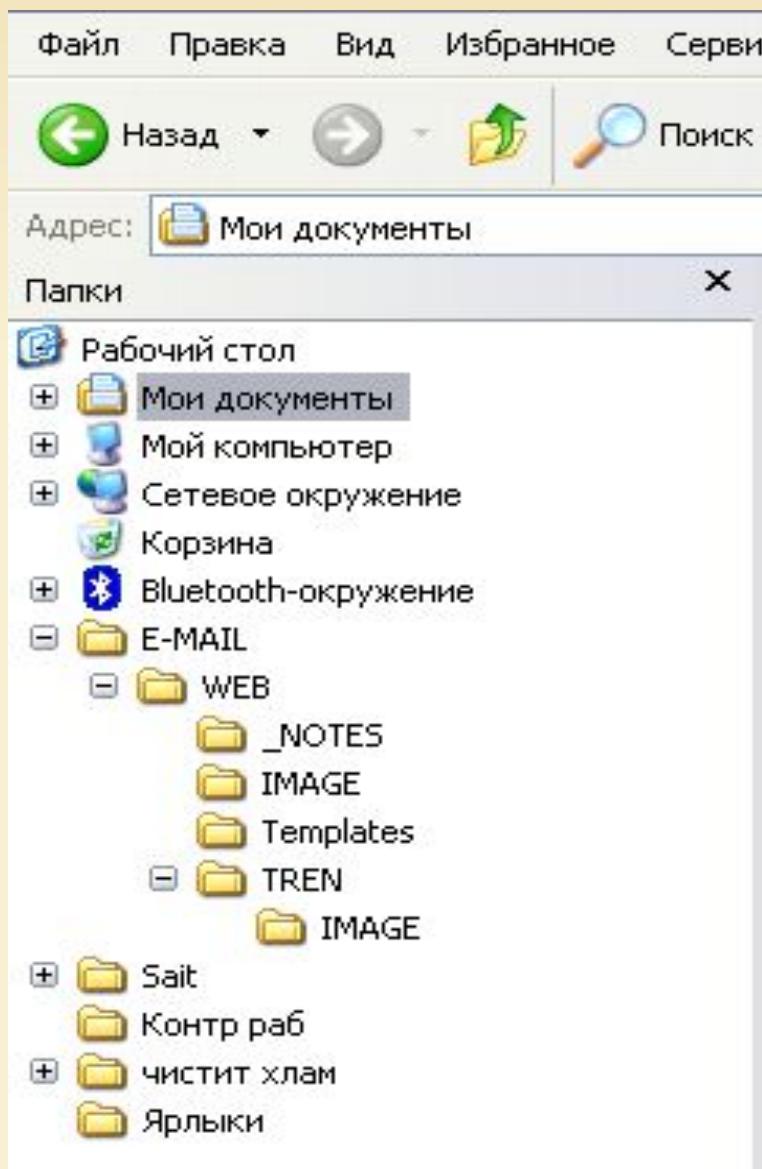 Файл Правка Вид Избранное Серви
Назад Поиск
Адрес: Мои документы
Папки
Рабочий стол
Мои документы
Мой компьютер
Сетевое окружение
Корзина
Bluetooth-окружение
E-MAIL
WEB
_NOTES
IMAGE
Templates
TREN
IMAGE
Sait
Контр раб
чистит хлам
Ярлыки